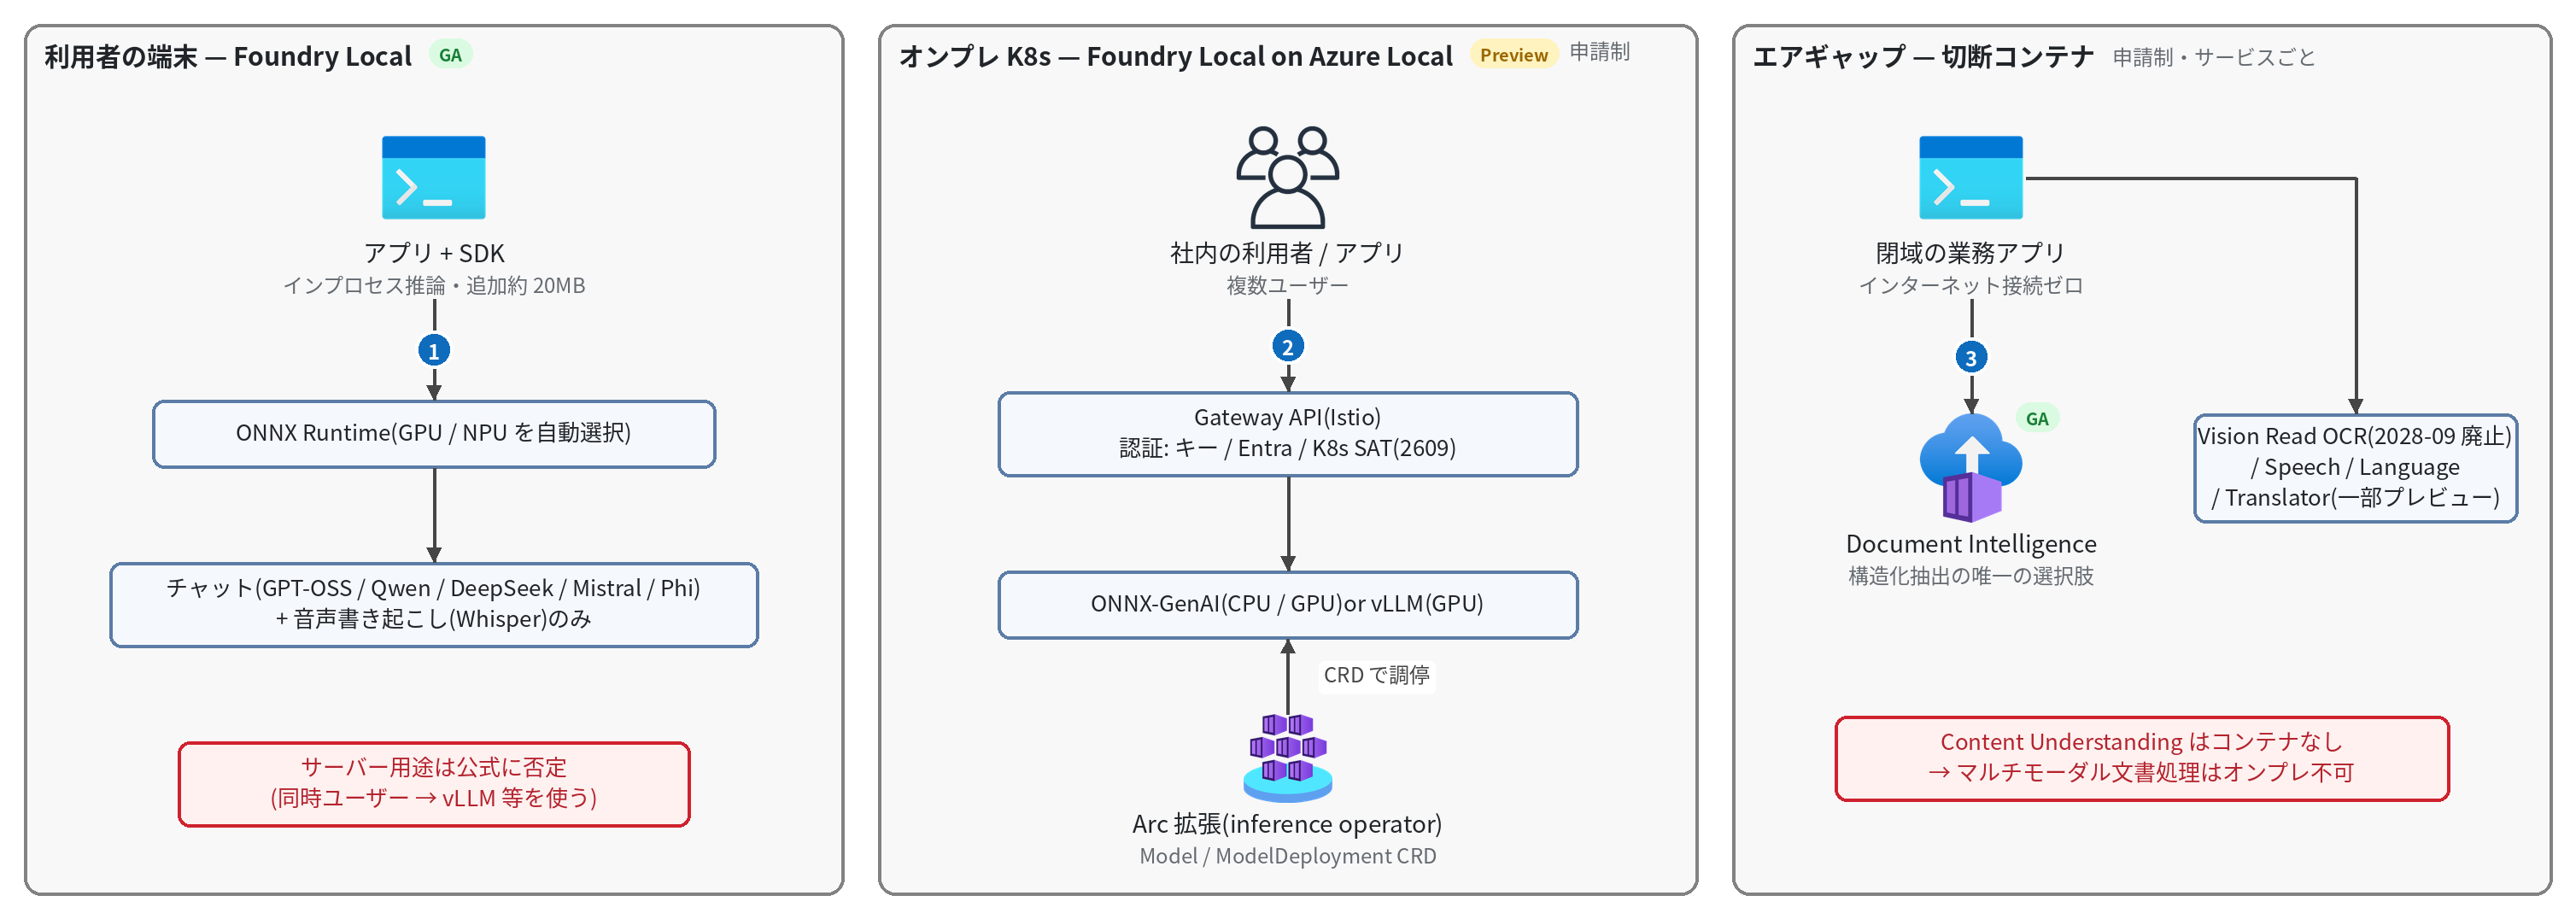 利用者の端末 — Foundry Local
GA
アプリ + SDK
インプロセス推論・追加約 20MB
1
ONNX Runtime(GPU / NPU を自動選択)
チャット(GPT-OSS / Qwen / DeepSeek / Mistral / Phi)
+ 音声書き起こし(Whisper)のみ
サーバー用途は公式に否定
(同時ユーザー → vLLM 等を使う)
オンプレ K8s — Foundry Local on Azure Local
Preview
申請制
社内の利用者 / アプリ
複数ユーザー
2
Gateway API(Istio)
認証: キー / Entra / K8s SAT(2609)
ONNX-GenAI(CPU / GPU)or vLLM(GPU)
CRD で調停
Arc 拡張(inference operator)
Model / ModelDeployment CRD
エアギャップ — 切断コンテナ
申請制・サービスごと
閉域の業務アプリ
インターネット接続ゼロ
3
GA
Document Intelligence
構造化抽出の唯一の選択肢
Vision Read OCR(2028-09 廃止)
/ Speech / Language
/ Translator(一部プレビュー)
Content Understanding はコンテナなし
→ マルチモーダル文書処理はオンプレ不可